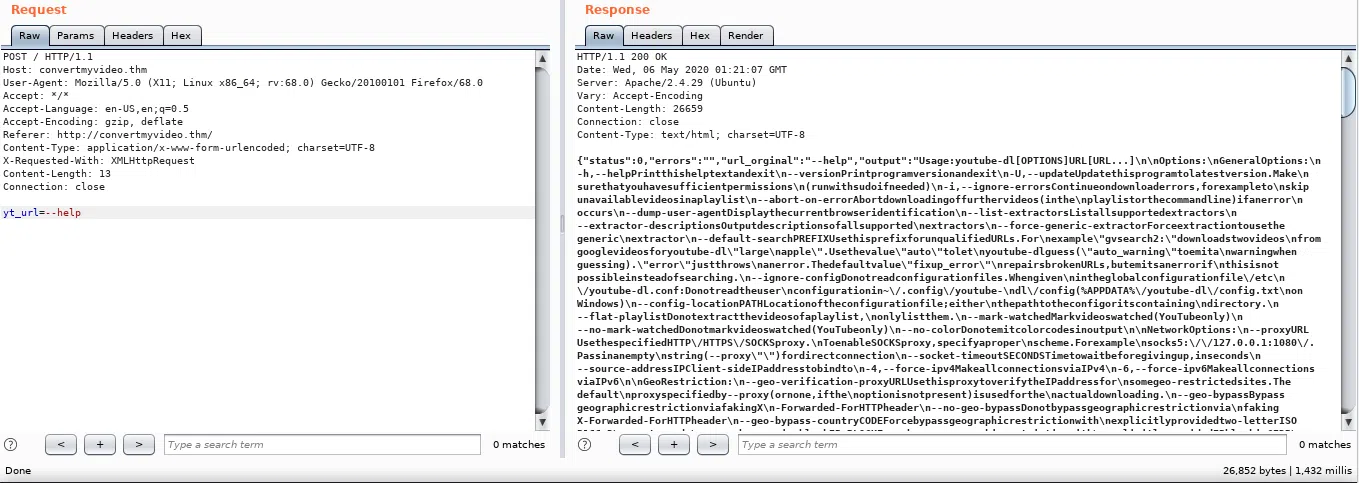 Request
Raw Params Headers Hex
POST / HTTP/1.1
Host: convertmyvideo.thm
User-Agent: Mozilla/5.0 (X11; Linux x86_64; rv:68.0) Gecko/20100101 Firefox/68.0
Accept: */*
Accept-Language: en-US,en;q=0.5
Accept-Encoding: gzip, deflate
Referer: http://convertmyvideo.thm/
Content-Type: application/x-www-form-urlencoded; charset=UTF-8
X-Requested-With: XMLHttpRequest
Content-Length: 13
Connection: close
yt_url=--help
? < + > Type a search term 0 matches
Done
Response
Raw Headers Hex Render
HTTP/1.1 200 OK
Date: Wed, 06 May 2020 01:21:07 GMT
Server: Apache/2.4.29 (Ubuntu)
Vary: Accept-Encoding
Content-Length: 26659
Connection: close
Content-Type: text/html; charset=UTF-8
{"status":0,"errors":"","url_orginal":"--help","output":"Usage:youtube-dl[OPTIONS]URL[URL...]\n\nOptions:\nGeneralOptions:\n
-h,--helpPrintthishelptextandexit\n--versionPrintprogramversionandexit\n-U,--updateUpdatethisprogramtolatestversion.Make\n
surethatyouhavesufficientpermissions\n(runwithsudoifneeded)\n-i,--ignore-errorsContinueondownloaderrors,forexampleto\nskip
unavailablevideosinaplaylist\n--abort-on-errorAbortdownloadingoffurthervideos(inthe\nplaylistorthecommandline)ifanerror\n
occurs\n--dump-user-agentDisplaythecurrentbrowseridentification\n--list-extractorsListallsupportedextractors\n
--extractor-descriptionsOutputdescriptionsofallsupported\nextractors\n--force-generic-extractorForceextractiontousethe
generic\nextractor\n--default-searchPREFIXUsethisprefixforunqualifiedURLs.For\nexample\"gvsearch2:\"downloadstwovideos\nfrom
googlevideosforyoutube-dl\"large\napple\".Usethevalue\"auto\"tolet\nyoutube-dlguess(\"auto_warning\"toemita\nwarningwhen
guessing).\"error\"justthrows\nanerror.Thedefaultvalue\"fixup_error\"\nrepairsbrokenURLs,butemitsanerrorif\nthisisnot
possibleinsteadofsearching.\n--ignore-configDonotreadconfigurationfiles.Whengiven\nintheglobalconfigurationfile\/etc\n
\/youtube-dl.conf:Donotreadtheuser\nconfigurationin~\/.config\/youtube-\ndl\/config(%APPDATA%\/youtube-dl\/config.txt\non
Windows)\n--config-locationPATHLocationoftheconfigurationfile;either\nthepathtotheconfigoritscontaining\ndirectory.\n
--flat-playlistDonotextractthevideosofaplaylist,\nonlylistthem.\n--mark-watchedMarkvideoswatched(YouTubeonly)\n
--no-mark-watchedDonotmarkvideoswatched(YouTubeonly)\n--no-colorDonotemitcolorcodesinoutput\n\nNetworkOptions:\n--proxyURL
UsethespecifiedHTTP\/HTTPS\/SOCKSproxy.\nToenableSOCKSproxy,specifyaproper\nscheme.Forexample\nsocks5:\/\/127.0.0.1:1080\/.
Passinanempty\nstring(--proxy\"\")fordirectconnection\n--socket-timeoutSECONDSTimetowaitbeforegivingup,inseconds\n
--source-addressIPClient-sideIPaddresstobindto\n-4,--force-ipv4MakeallconnectionsviaIPv4\n-6,--force-ipv6Makeallconnections
viaIPv6\n\nGeoRestriction:\n--geo-verification-proxyURLUsethisproxytoverifytheIPaddressfor\nsomegeo-restrictedsites.The
default\nproxyspecifiedby--proxy(ornone,ifthe\noptionisnotpresent)isusedforthe\nactualdownloading.\n--geo-bypassBypass
geographicrestrictionviafakingX\n-Forwarded-ForHTTPheader\n--no-geo-bypassDonotbypassgeographicrestrictionvia\nfaking
X-Forwarded-ForHTTPheader\n--geo-bypass-countryCODEForcebypassgeographicrestrictionwith\nexplicitlyprovidedtwo-letterISO
? < + > Type a search term 0 matches
26,852 bytes | 1,432 millis